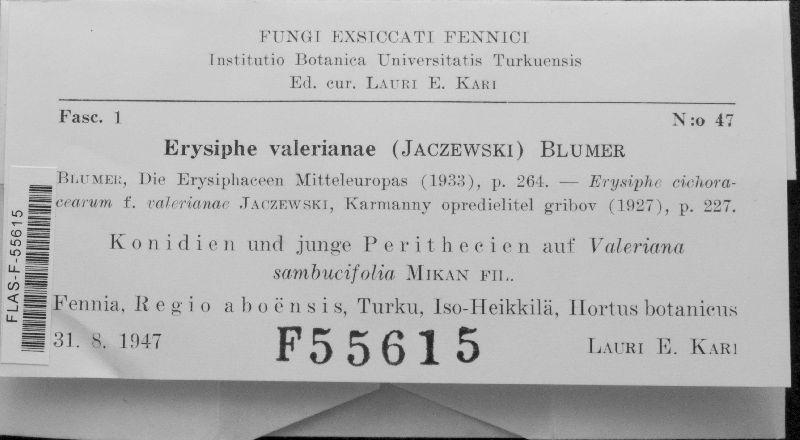 FUNGI EXSICCATI FENNICI
Institutio Botanica Universitatis Turkuensis
Ed. cur. LAURI E. KARI
Fasc. 1 N:o 47
Erysiphe valerianae (JACZEWSKI) BLUMER
BLUMER, Die Erysiphaceen Mitteleuropas (1933), p. 264. — Erysiphe cichora-
cearum f. valerianae JACZEWSKI, Karmanny opredielitel gribov (1927), p. 227.
Konidien und junge Perithecien auf Valeriana
sambucifolia MIKAN FIL.
Fennia, Regio aboënsis, Turku, Iso-Heikkilä, Hortus botanicus
31. 8. 1947 F55615 LAURI E. KARI
FLAS-F-55615